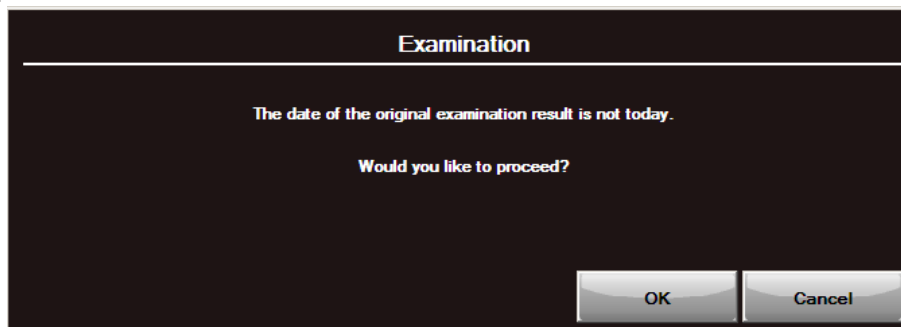 Examination
The date of the original examination result is not today.
Would you like to proceed?
OK
Cancel